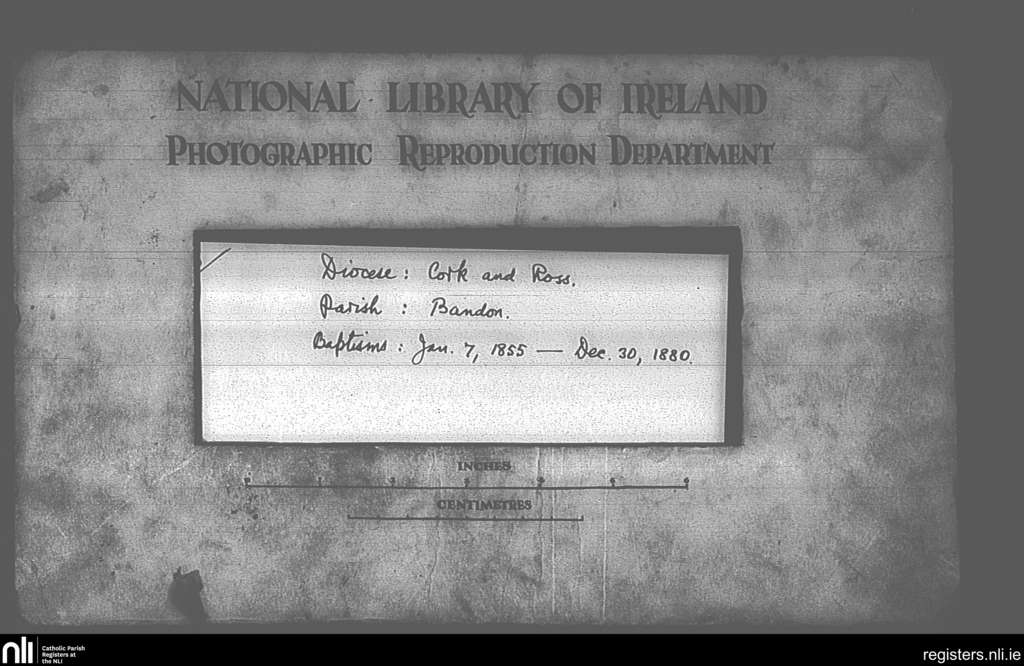 NATIONAL LIBRARY OF IRELAND
PHOTOGRAPHIC REPRODUCTION DEPARTMENT
Diocese : Cork and Ross.
Parish : Bandon.
Baptisms : Jan. 7, 1855 — Dec. 30, 1880.
INCHES
CENTIMETRES
nli Catholic Parish
Registers at
the NLI
registers.nli.ie